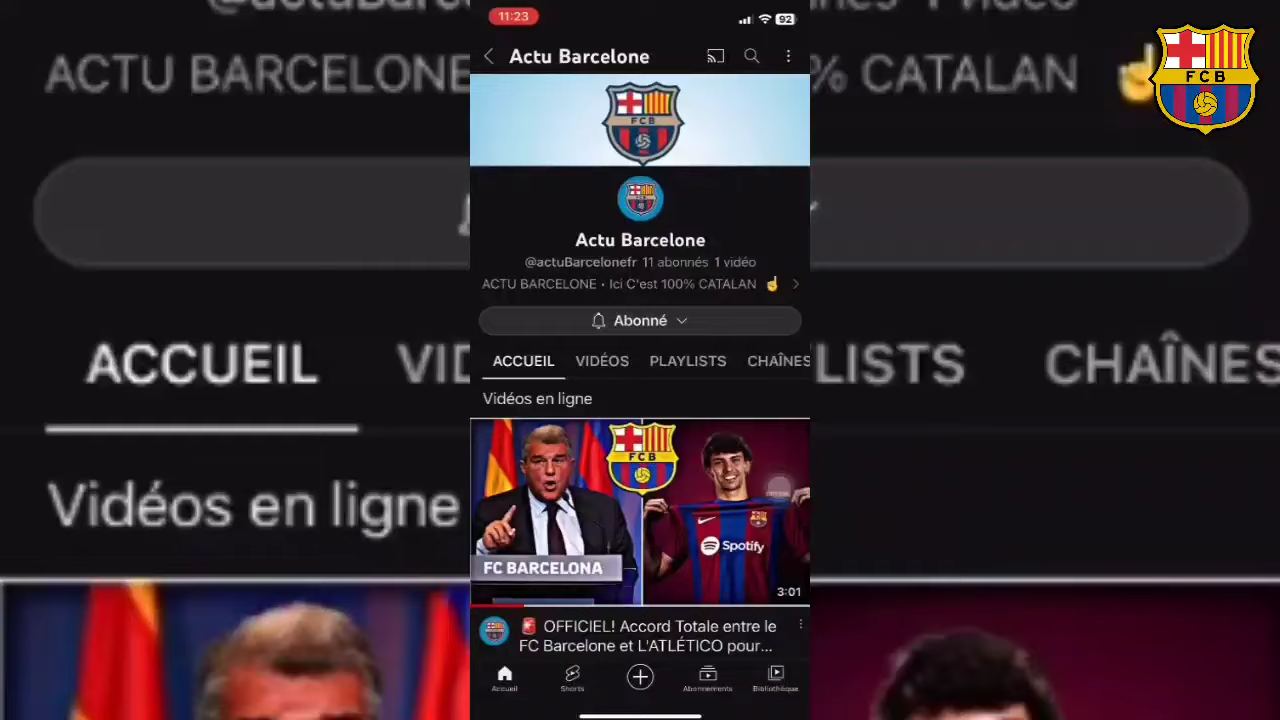 11:23
92
Actu Barcelone
FCB
Actu Barcelone
@actuBarcelonefr 11 abonnés 1 vidéo
ACTU BARCELONE • Ici C'est 100% CATALAN ☝
Abonné
ACCUEIL VIDÉOS PLAYLISTS CHAÎNES
Vidéos en ligne
FCB
Spotify
FC BARCELONA
3:01
🚨 OFFICIEL! Accord Totale entre le
FC Barcelone et L'ATLÉTICO pour...
Accueil Shorts Abonnements Bibliothèque
FCB
ACTU BARCELONE
% CATALAN
ACCUEIL
VID
LISTS
CHAÎNES
Vidéos en ligne